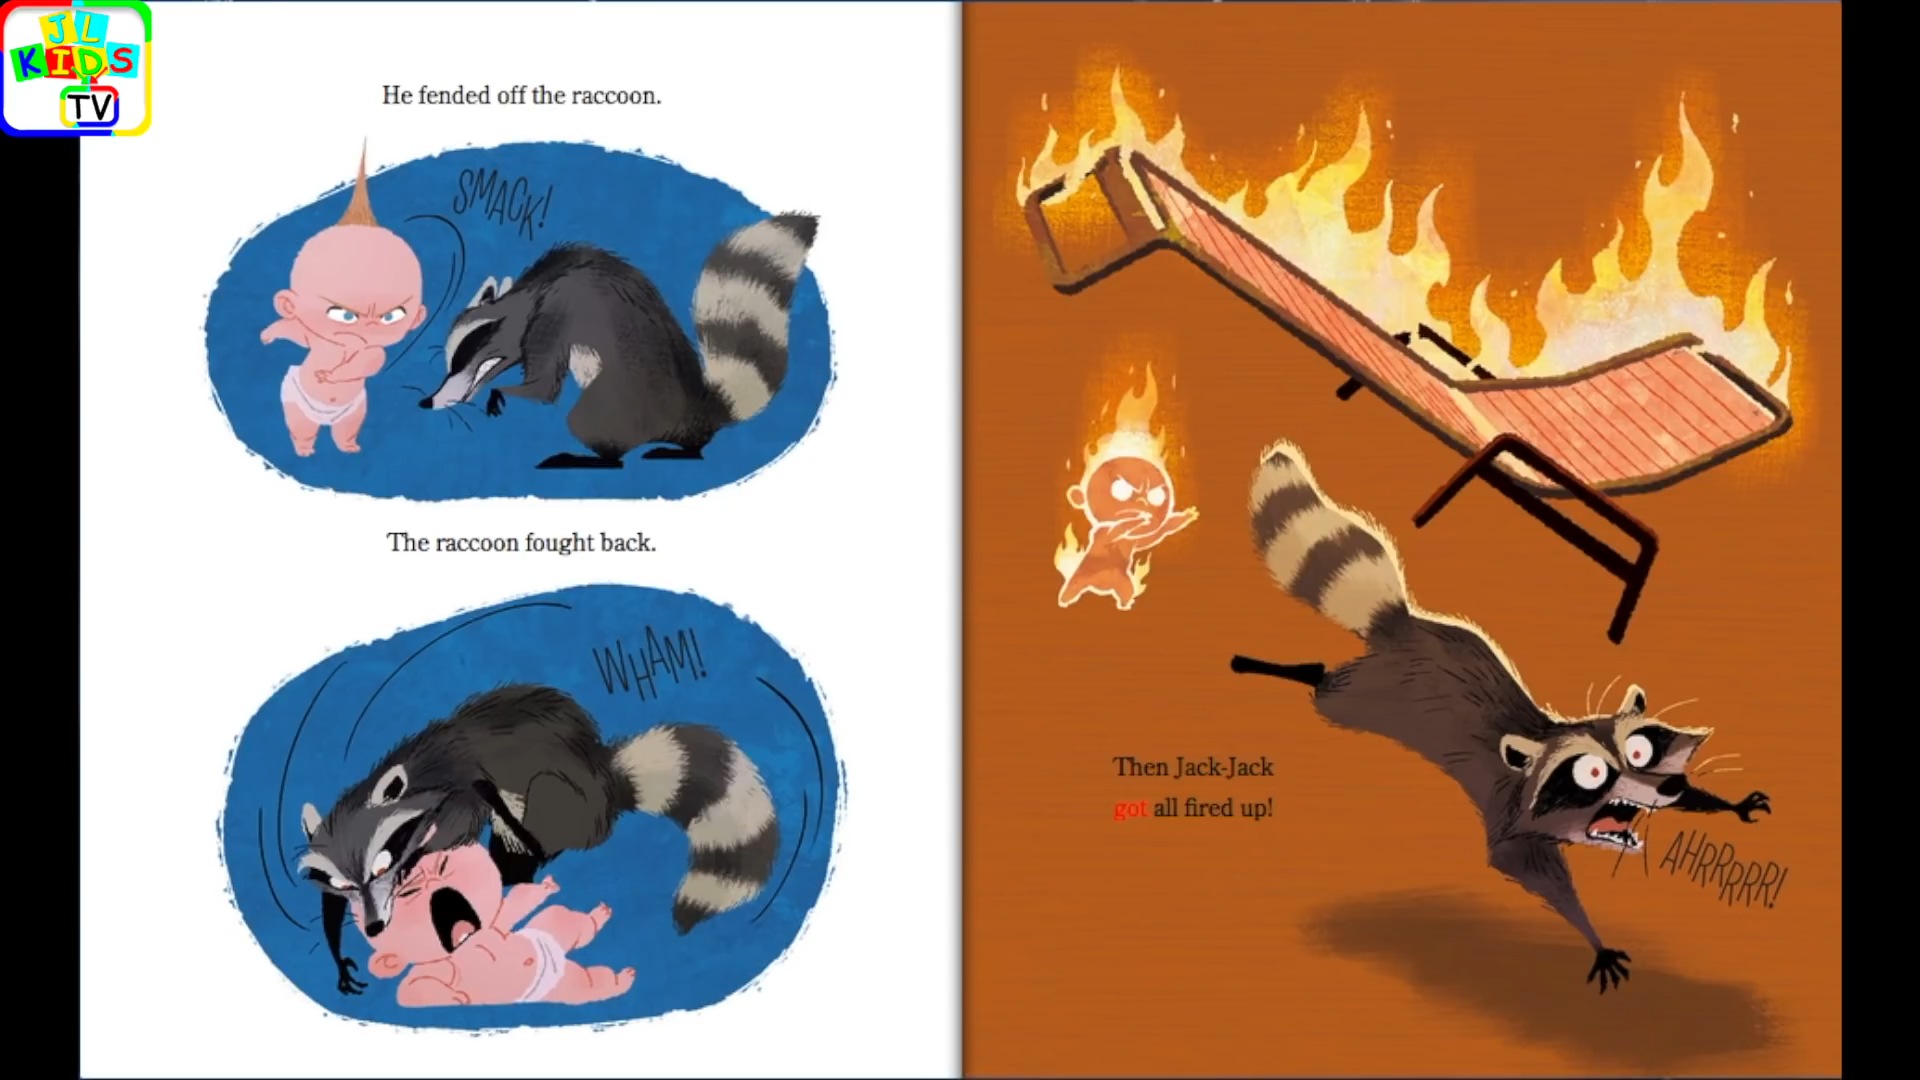 JL
KIDS
TV
He fended off the raccoon.
SMACK!
The raccoon fought back.
WHAM!
Then Jack-Jack
got all fired up!
AHRRRRR!